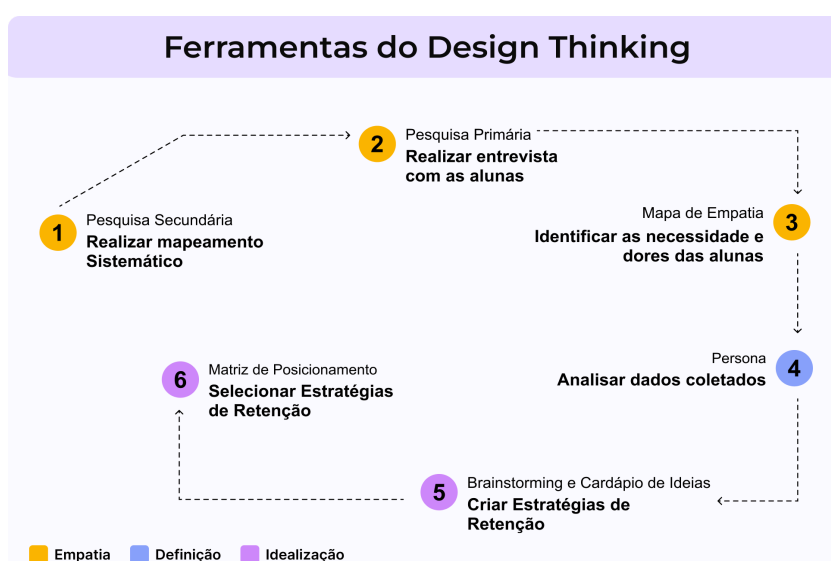 Ferramentas do Design Thinking
1
Pesquisa Secundária
Realizar mapeamento
Sistemático
2
Pesquisa Primária
Realizar entrevista
com as alunas
3
Mapa de Empatia
Identificar as necessidade e
dores das alunas
4
Persona
Analisar dados coletados
5
Brainstorming e Cardápio de Ideias
Criar Estratégias de
Retenção
6
Matriz de Posicionamento
Selecionar Estratégias
de Retenção
Empatia
Definição
Idealização